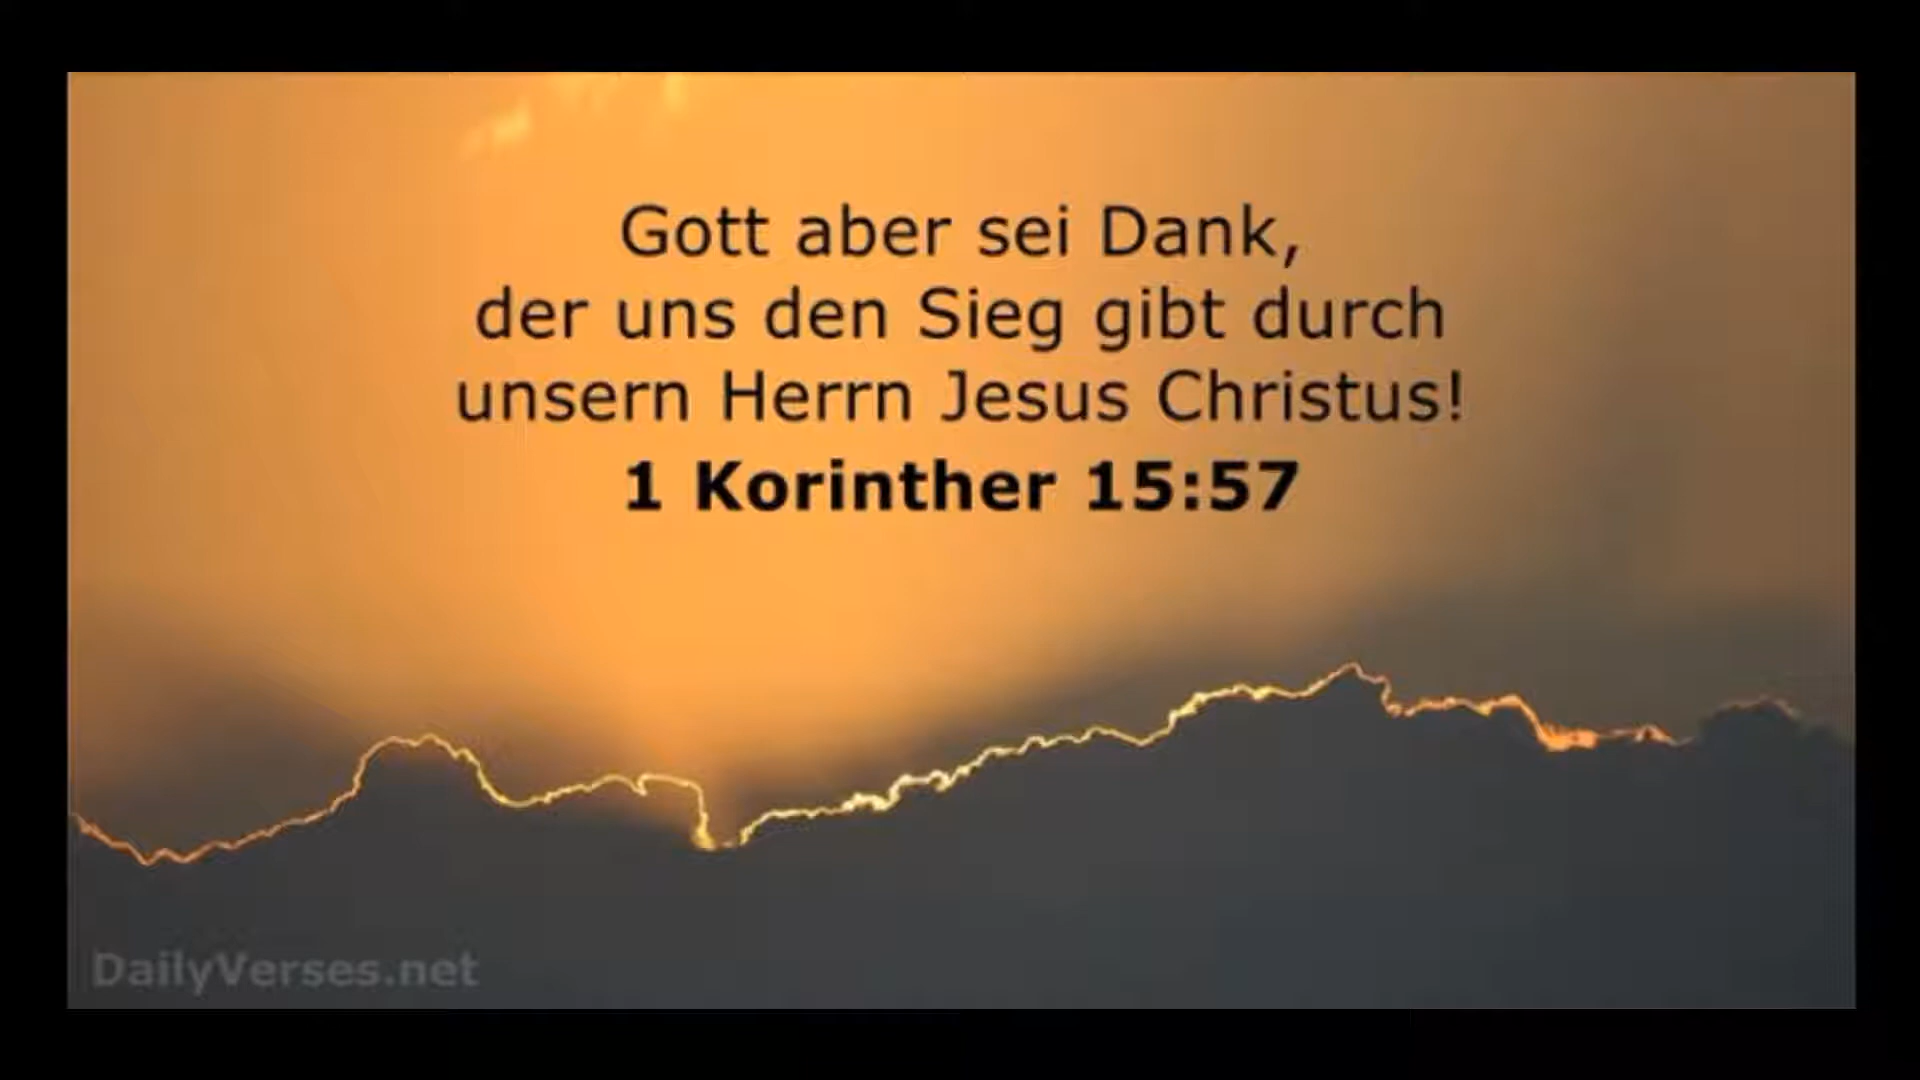 Gott aber sei Dank,
der uns den Sieg gibt durch
unsern Herrn Jesus Christus!
1 Korinther 15:57
DailyVerses.net